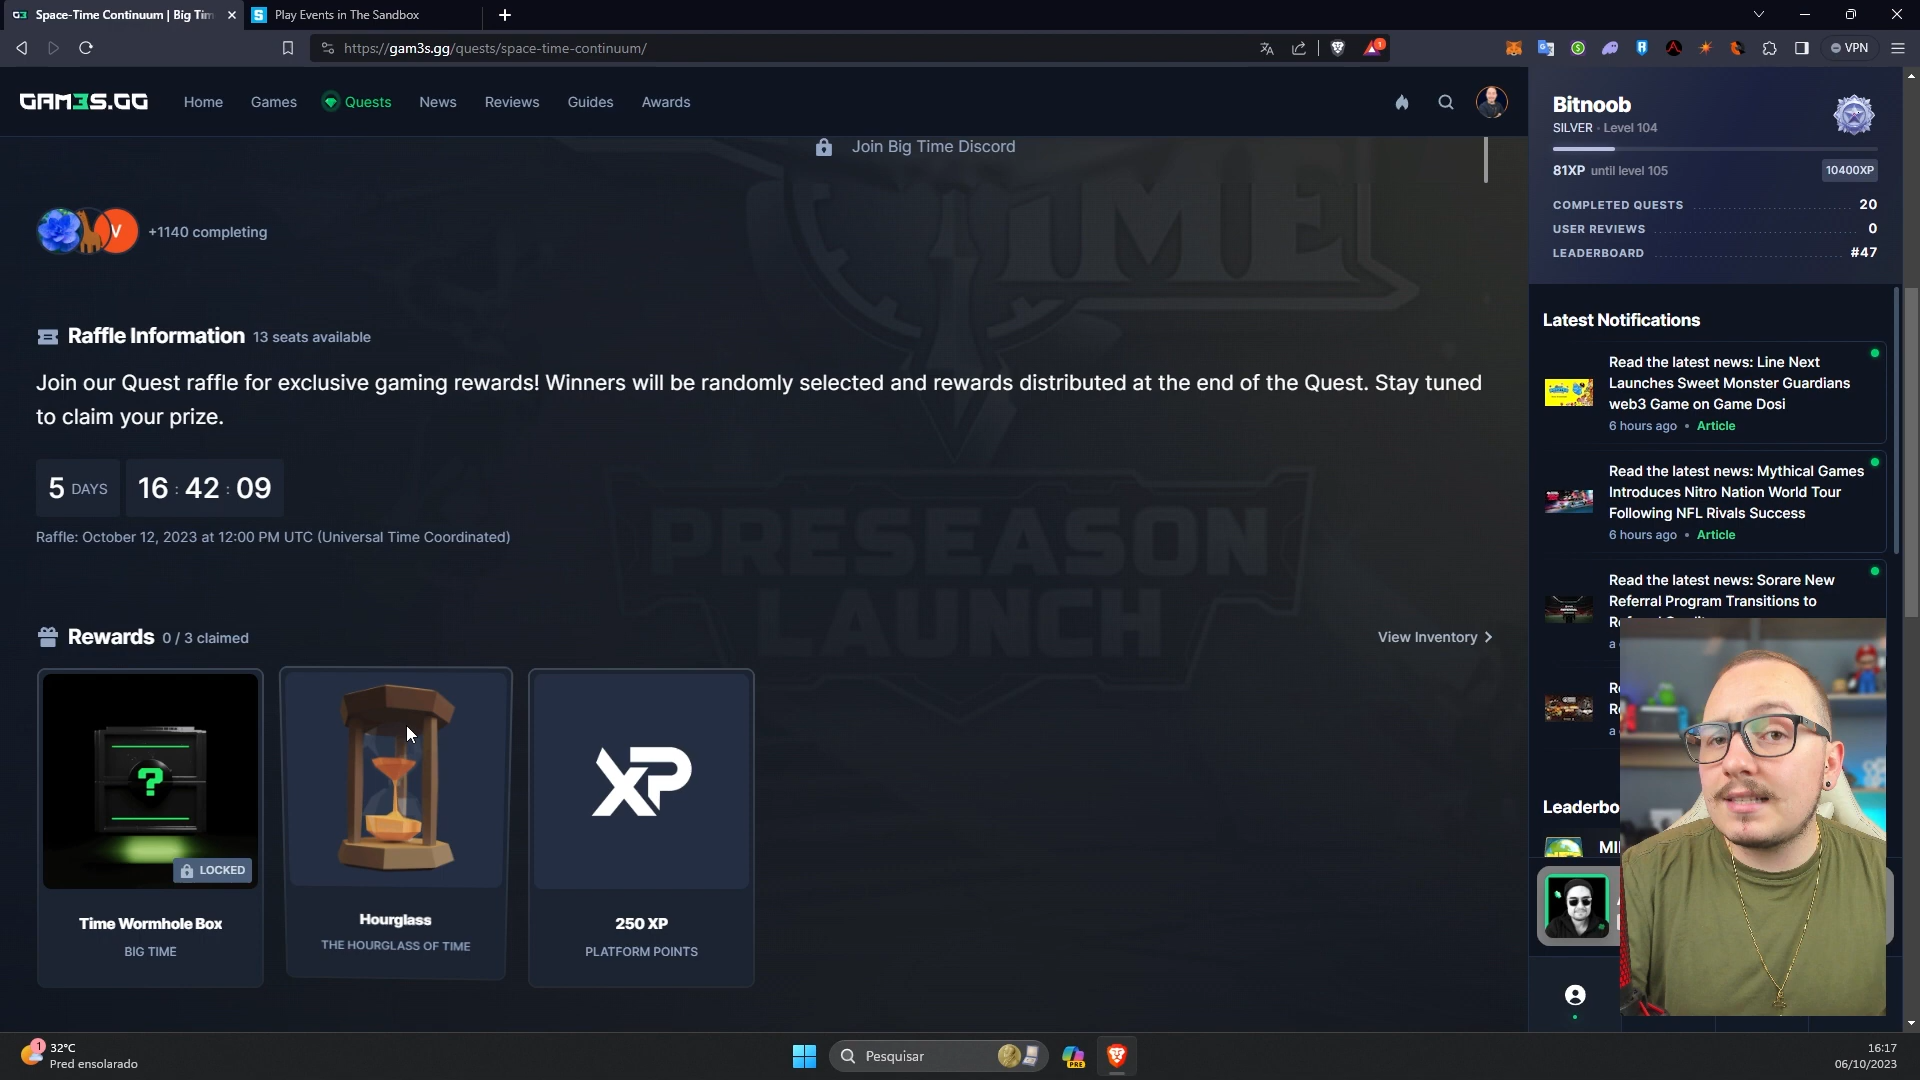 Space-Time Continuum | Big Tim
Play Events in The Sandbox
https://gam3s.gg/quests/space-time-continuum/
1
VPN
GAM3S.GG
Home
Games
Quests
News
Reviews
Guides
Awards
Bitnoob
SILVER · Level 104
81XP until level 105
10400XP
COMPLETED QUESTS 20
USER REVIEWS 0
LEADERBOARD #47
Join Big Time Discord
TIME
V
+1140 completing
Raffle Information 13 seats available
Join our Quest raffle for exclusive gaming rewards! Winners will be randomly selected and rewards distributed at the end of the Quest. Stay tuned
to claim your prize.
5 DAYS 16 : 42 : 09
Raffle: October 12, 2023 at 12:00 PM UTC (Universal Time Coordinated)
PRESEASON
LAUNCH
Rewards 0 / 3 claimed
View Inventory
?
LOCKED
Time Wormhole Box
BIG TIME
Hourglass
THE HOURGLASS OF TIME
XP
250 XP
PLATFORM POINTS
Latest Notifications
Read the latest news: Line Next
Launches Sweet Monster Guardians
web3 Game on Game Dosi
6 hours ago • Article
Read the latest news: Mythical Games
Introduces Nitro Nation World Tour
Following NFL Rivals Success
6 hours ago • Article
Read the latest news: Sorare New
Referral Program Transitions to
Leaderbo
1
32°C
Pred ensolarado
Pesquisar
PRE
16:17
06/10/2023